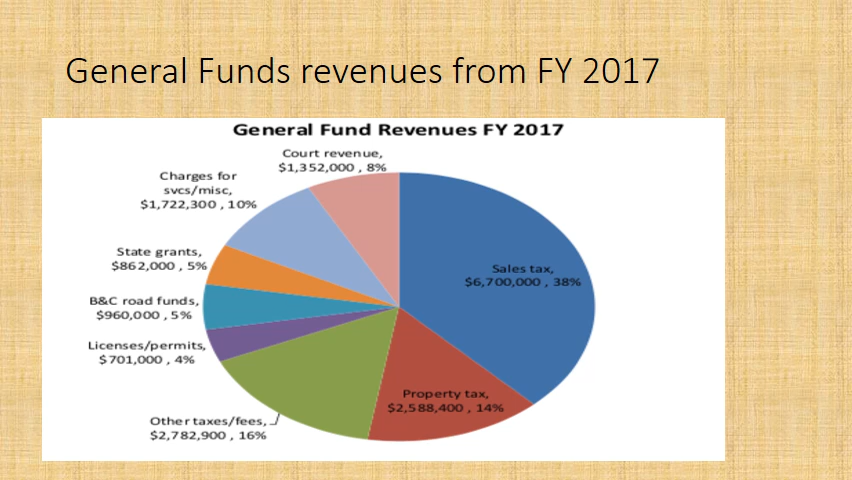 General Funds revenues from FY 2017
General Fund Revenues FY 2017
Court revenue,
$1,352,000 , 8%
Charges for
svcs/misc,
$1,722,300 , 10%
State grants,
$862,000 , 5%
B&C road funds,
$960,000 , 5%
Licenses/permits,
$701,000 , 4%
Other taxes/fees,
$2,782,900 , 16%
Property tax,
$2,588,400 , 14%
Sales tax,
$6,700,000 , 38%